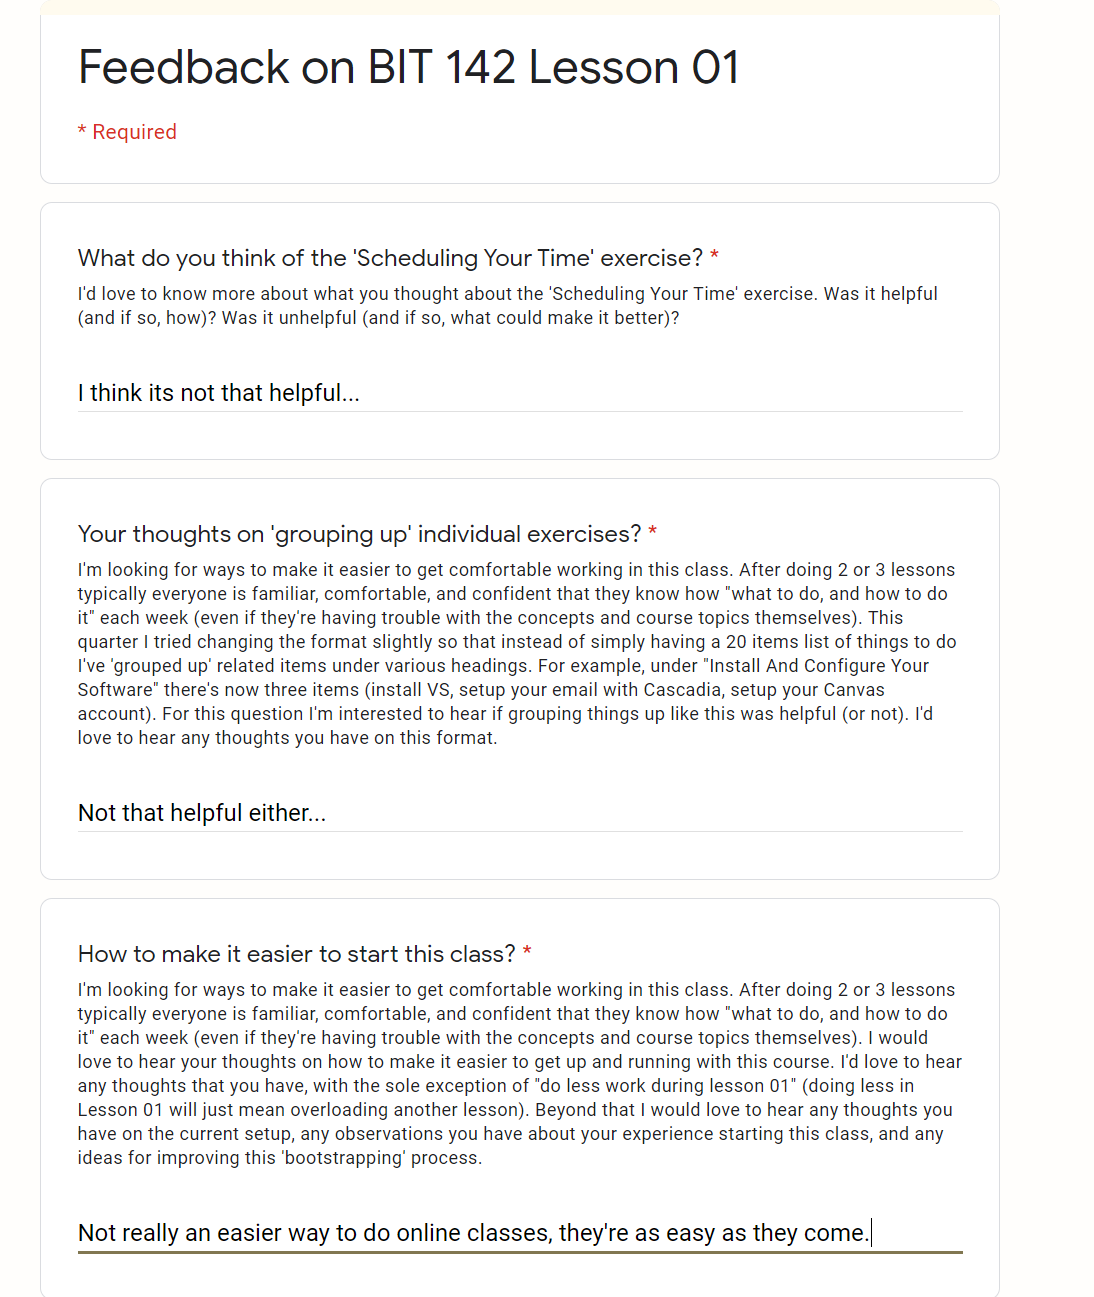 Feedback on BIT 142 Lesson 01
* Required
What do you think of the 'Scheduling Your Time' exercise? *
I'd love to know more about what you thought about the 'Scheduling Your Time' exercise. Was it helpful
(and if so, how)? Was it unhelpful (and if so, what could make it better)?
I think its not that helpful...
Your thoughts on 'grouping up' individual exercises? *
I'm looking for ways to make it easier to get comfortable working in this class. After doing 2 or 3 lessons
typically everyone is familiar, comfortable, and confident that they know how "what to do, and how to do
it" each week (even if they're having trouble with the concepts and course topics themselves). This
quarter I tried changing the format slightly so that instead of simply having a 20 items list of things to do
I've 'grouped up' related items under various headings. For example, under "Install And Configure Your
Software" there's now three items (install VS, setup your email with Cascadia, setup your Canvas
account). For this question I'm interested to hear if grouping things up like this was helpful (or not). I'd
love to hear any thoughts you have on this format.
Not that helpful either...
How to make it easier to start this class? *
I'm looking for ways to make it easier to get comfortable working in this class. After doing 2 or 3 lessons
typically everyone is familiar, comfortable, and confident that they know how "what to do, and how to do
it" each week (even if they're having trouble with the concepts and course topics themselves). I would
love to hear your thoughts on how to make it easier to get up and running with this course. I'd love to hear
any thoughts that you have, with the sole exception of "do less work during lesson 01" (doing less in
Lesson 01 will just mean overloading another lesson). Beyond that I would love to hear any thoughts you
have on the current setup, any observations you have about your experience starting this class, and any
ideas for improving this 'bootstrapping' process.
Not really an easier way to do online classes, they're as easy as they come.